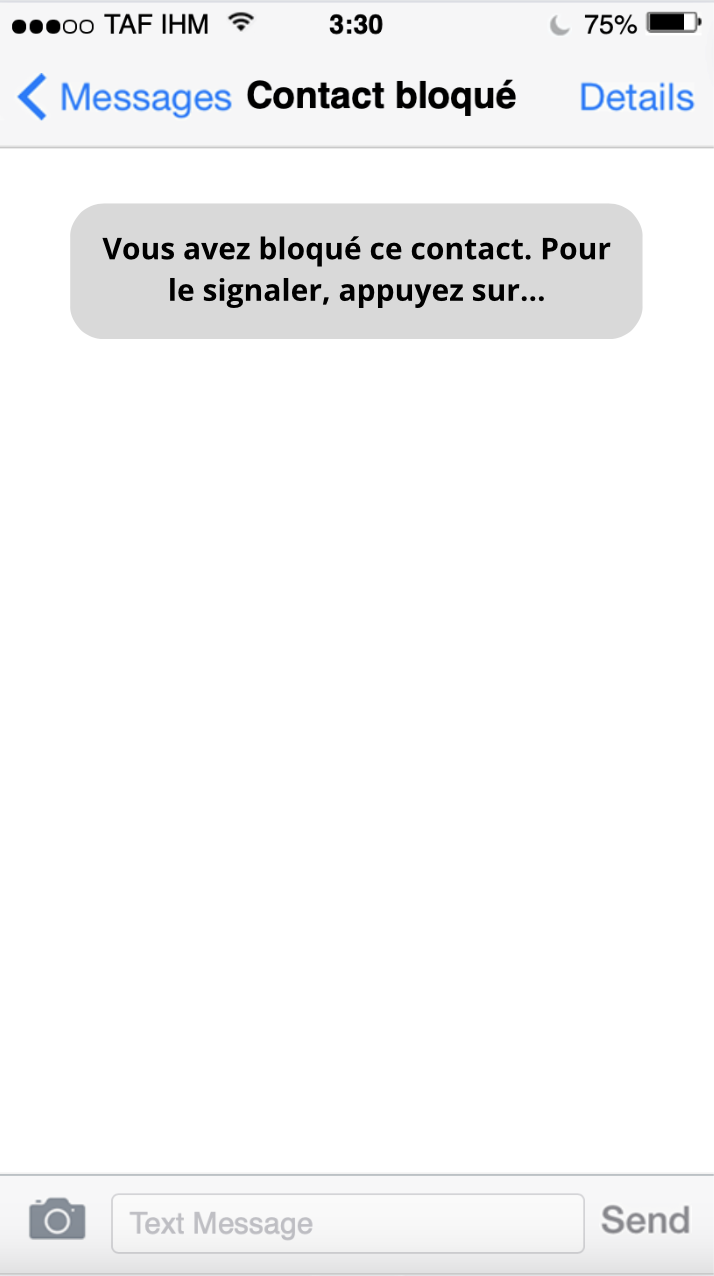 TAF IHM 3:30 75%
Messages Contact bloqué Details
Vous avez bloqué ce contact. Pour
le signaler, appuyez sur...
Text Message Send